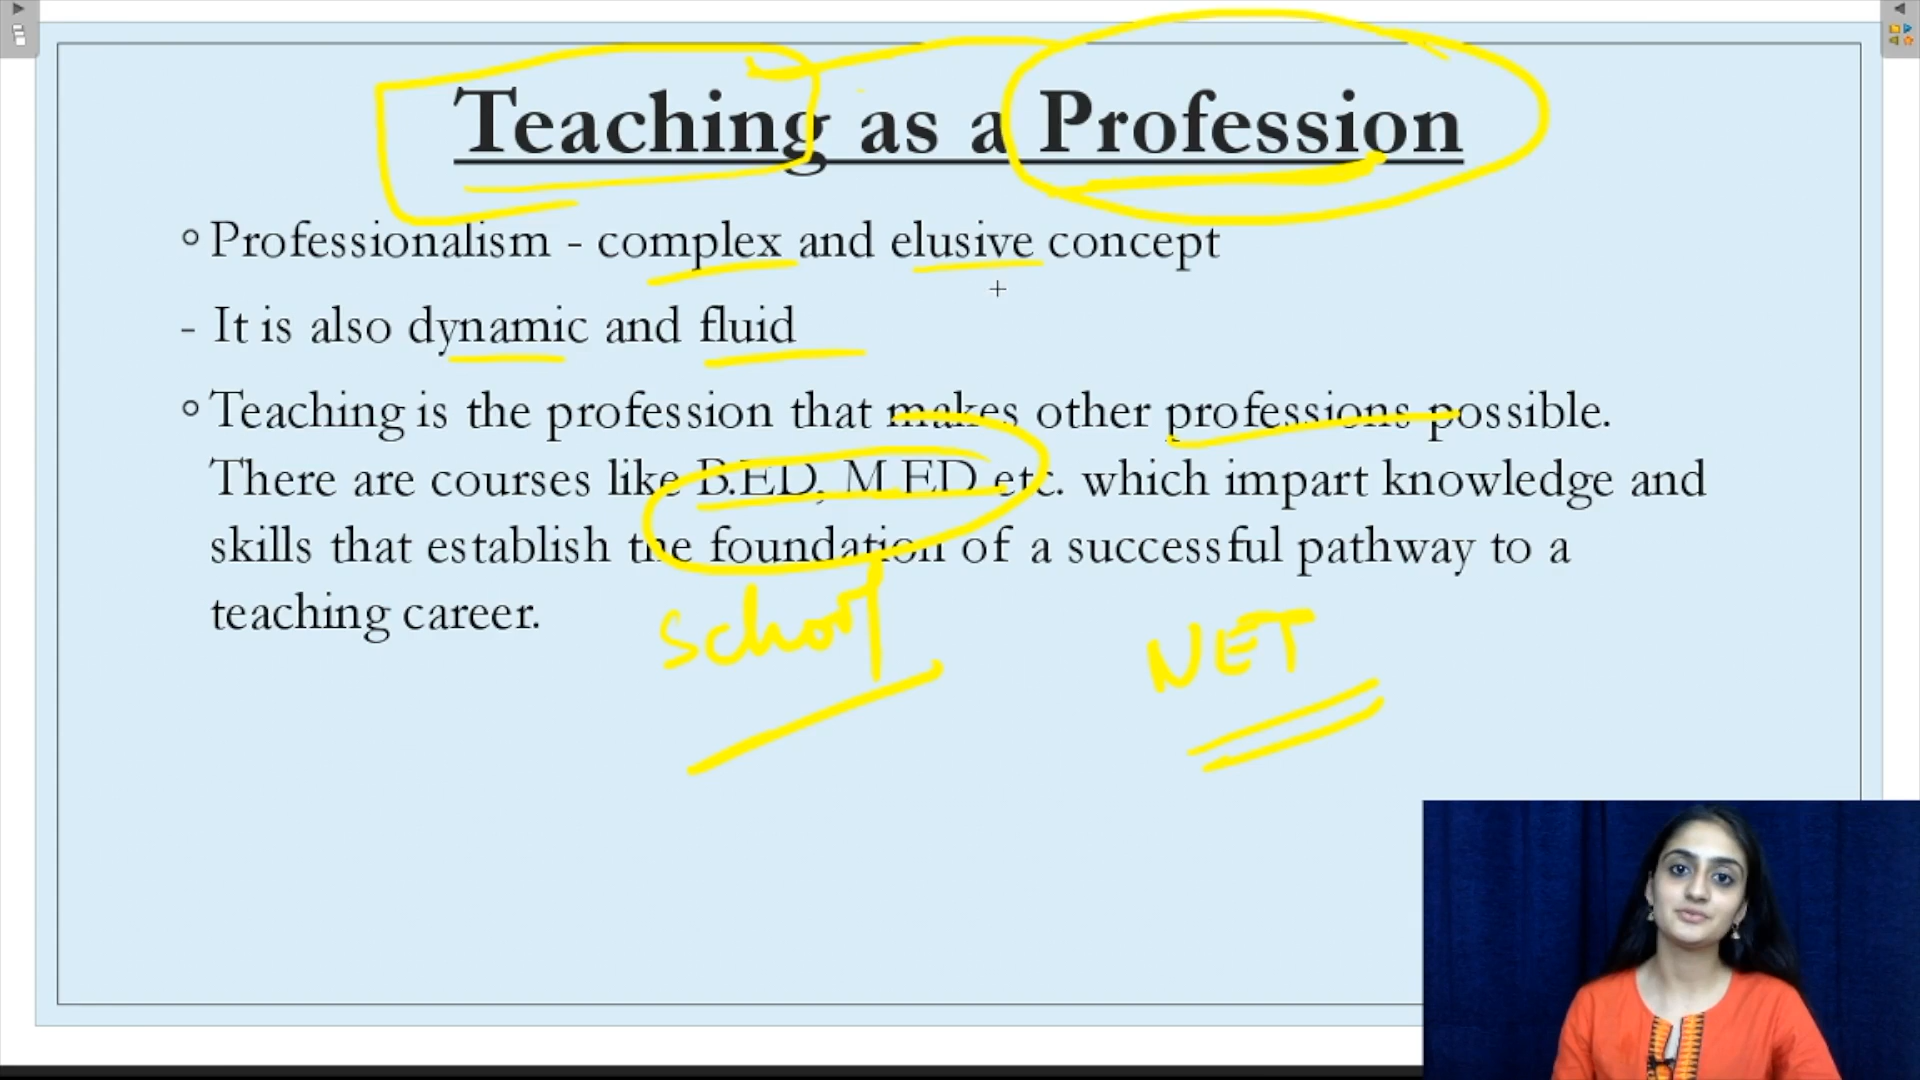 Teaching as a Profession
Professionalism - complex and elusive concept
- It is also dynamic and fluid
Teaching is the profession that makes other professions possible.
There are courses like B.ED, M.ED etc. which impart knowledge and
skills that establish the foundation of a successful pathway to a
teaching career.
School
NET